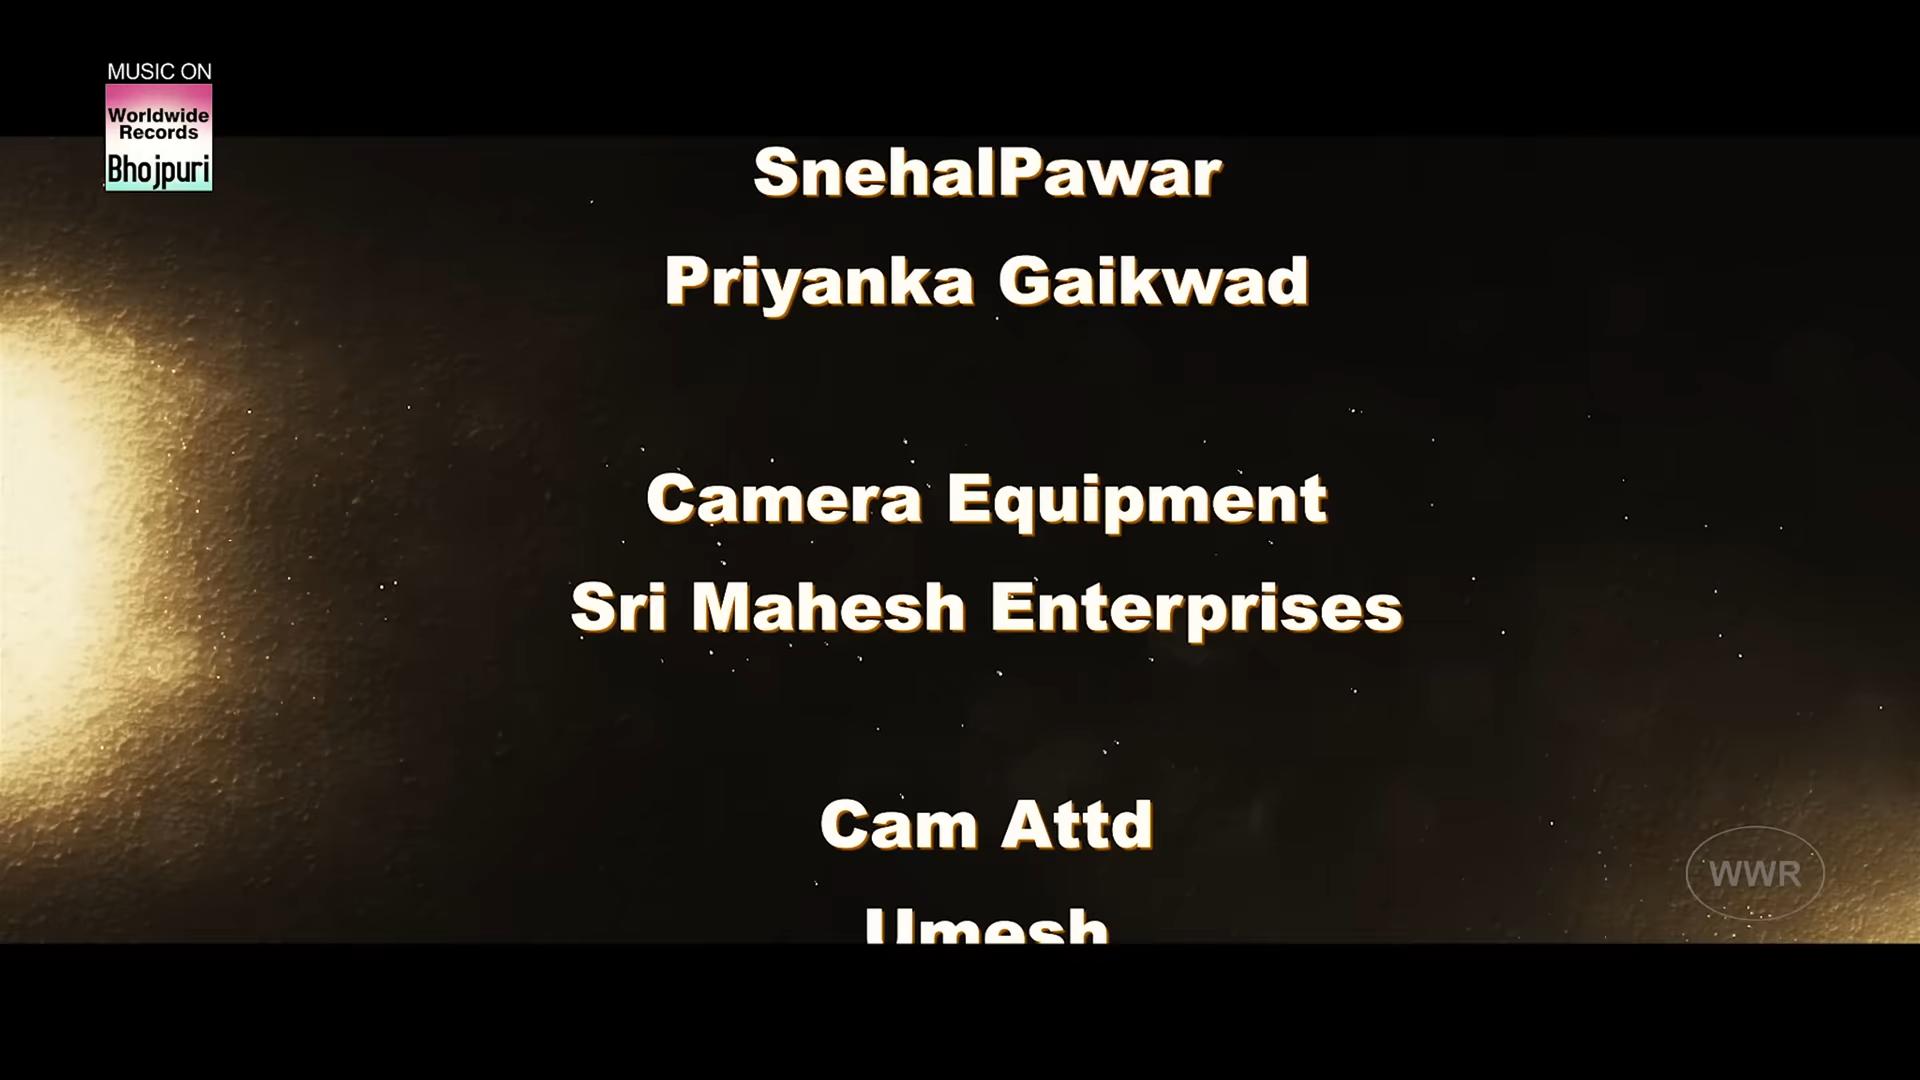 MUSIC ON
Worldwide
Records
Bhojpuri
SnehalPawar
Priyanka Gaikwad
Camera Equipment
Sri Mahesh Enterprises
Cam Attd
Umesh
WWR